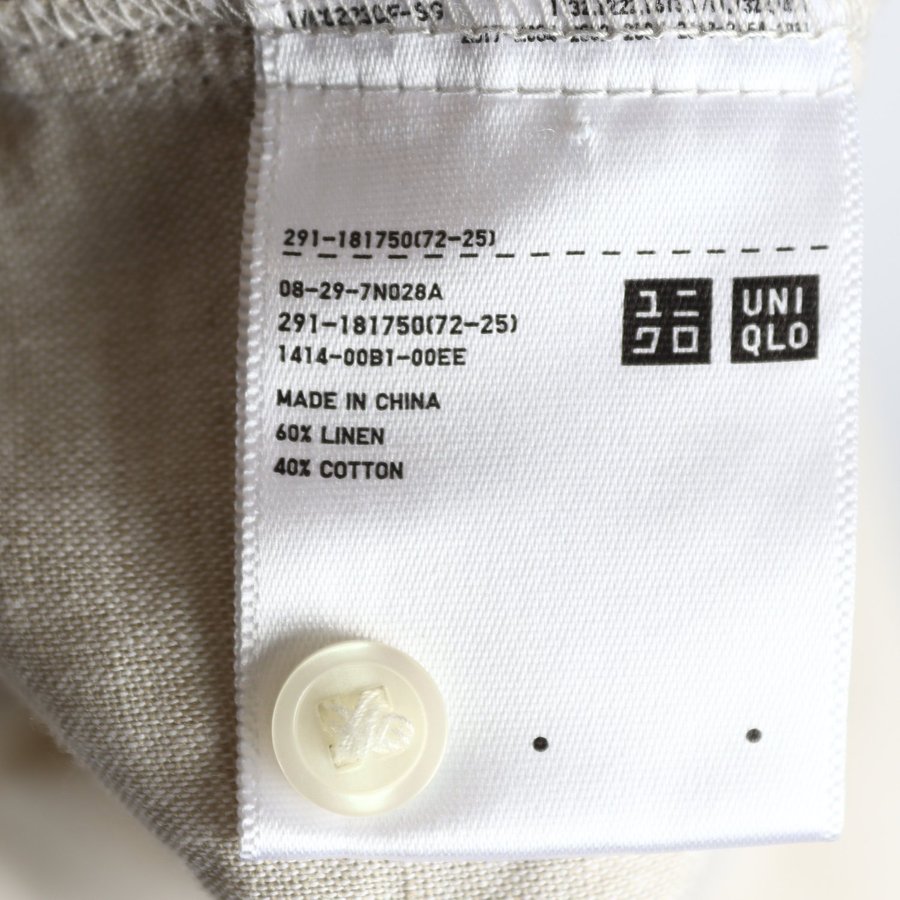 291-181750(72-25)
08-29-7N028A
291-181750(72-25)
1414-00B1-00EE
MADE IN CHINA
60% LINEN
40% COTTON
ユニ
クロ
UNI
QLO